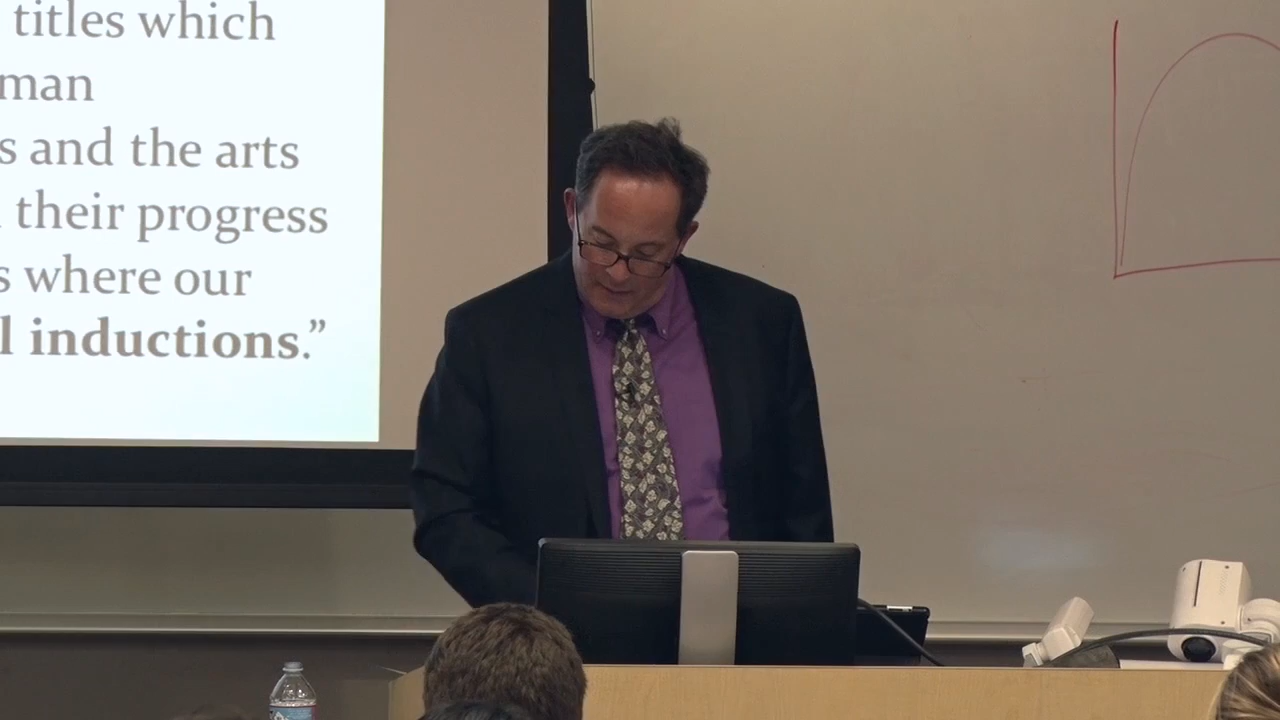 titles which
man
s and the arts
their progress
s where our
l inductions.”